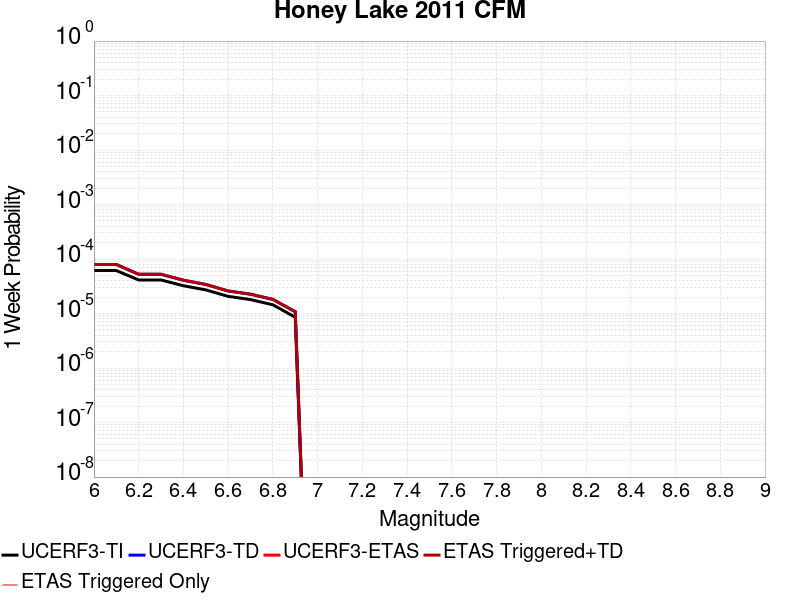 Honey Lake 2011 CFM
1 Week Probability
10^0
10^-1
10^-2
10^-3
10^-4
10^-5
10^-6
10^-7
10^-8
6 6.2 6.4 6.6 6.8 7 7.2 7.4 7.6 7.8 8 8.2 8.4 8.6 8.8 9
Magnitude
UCERF3-TI UCERF3-TD UCERF3-ETAS ETAS Triggered+TD
ETAS Triggered Only